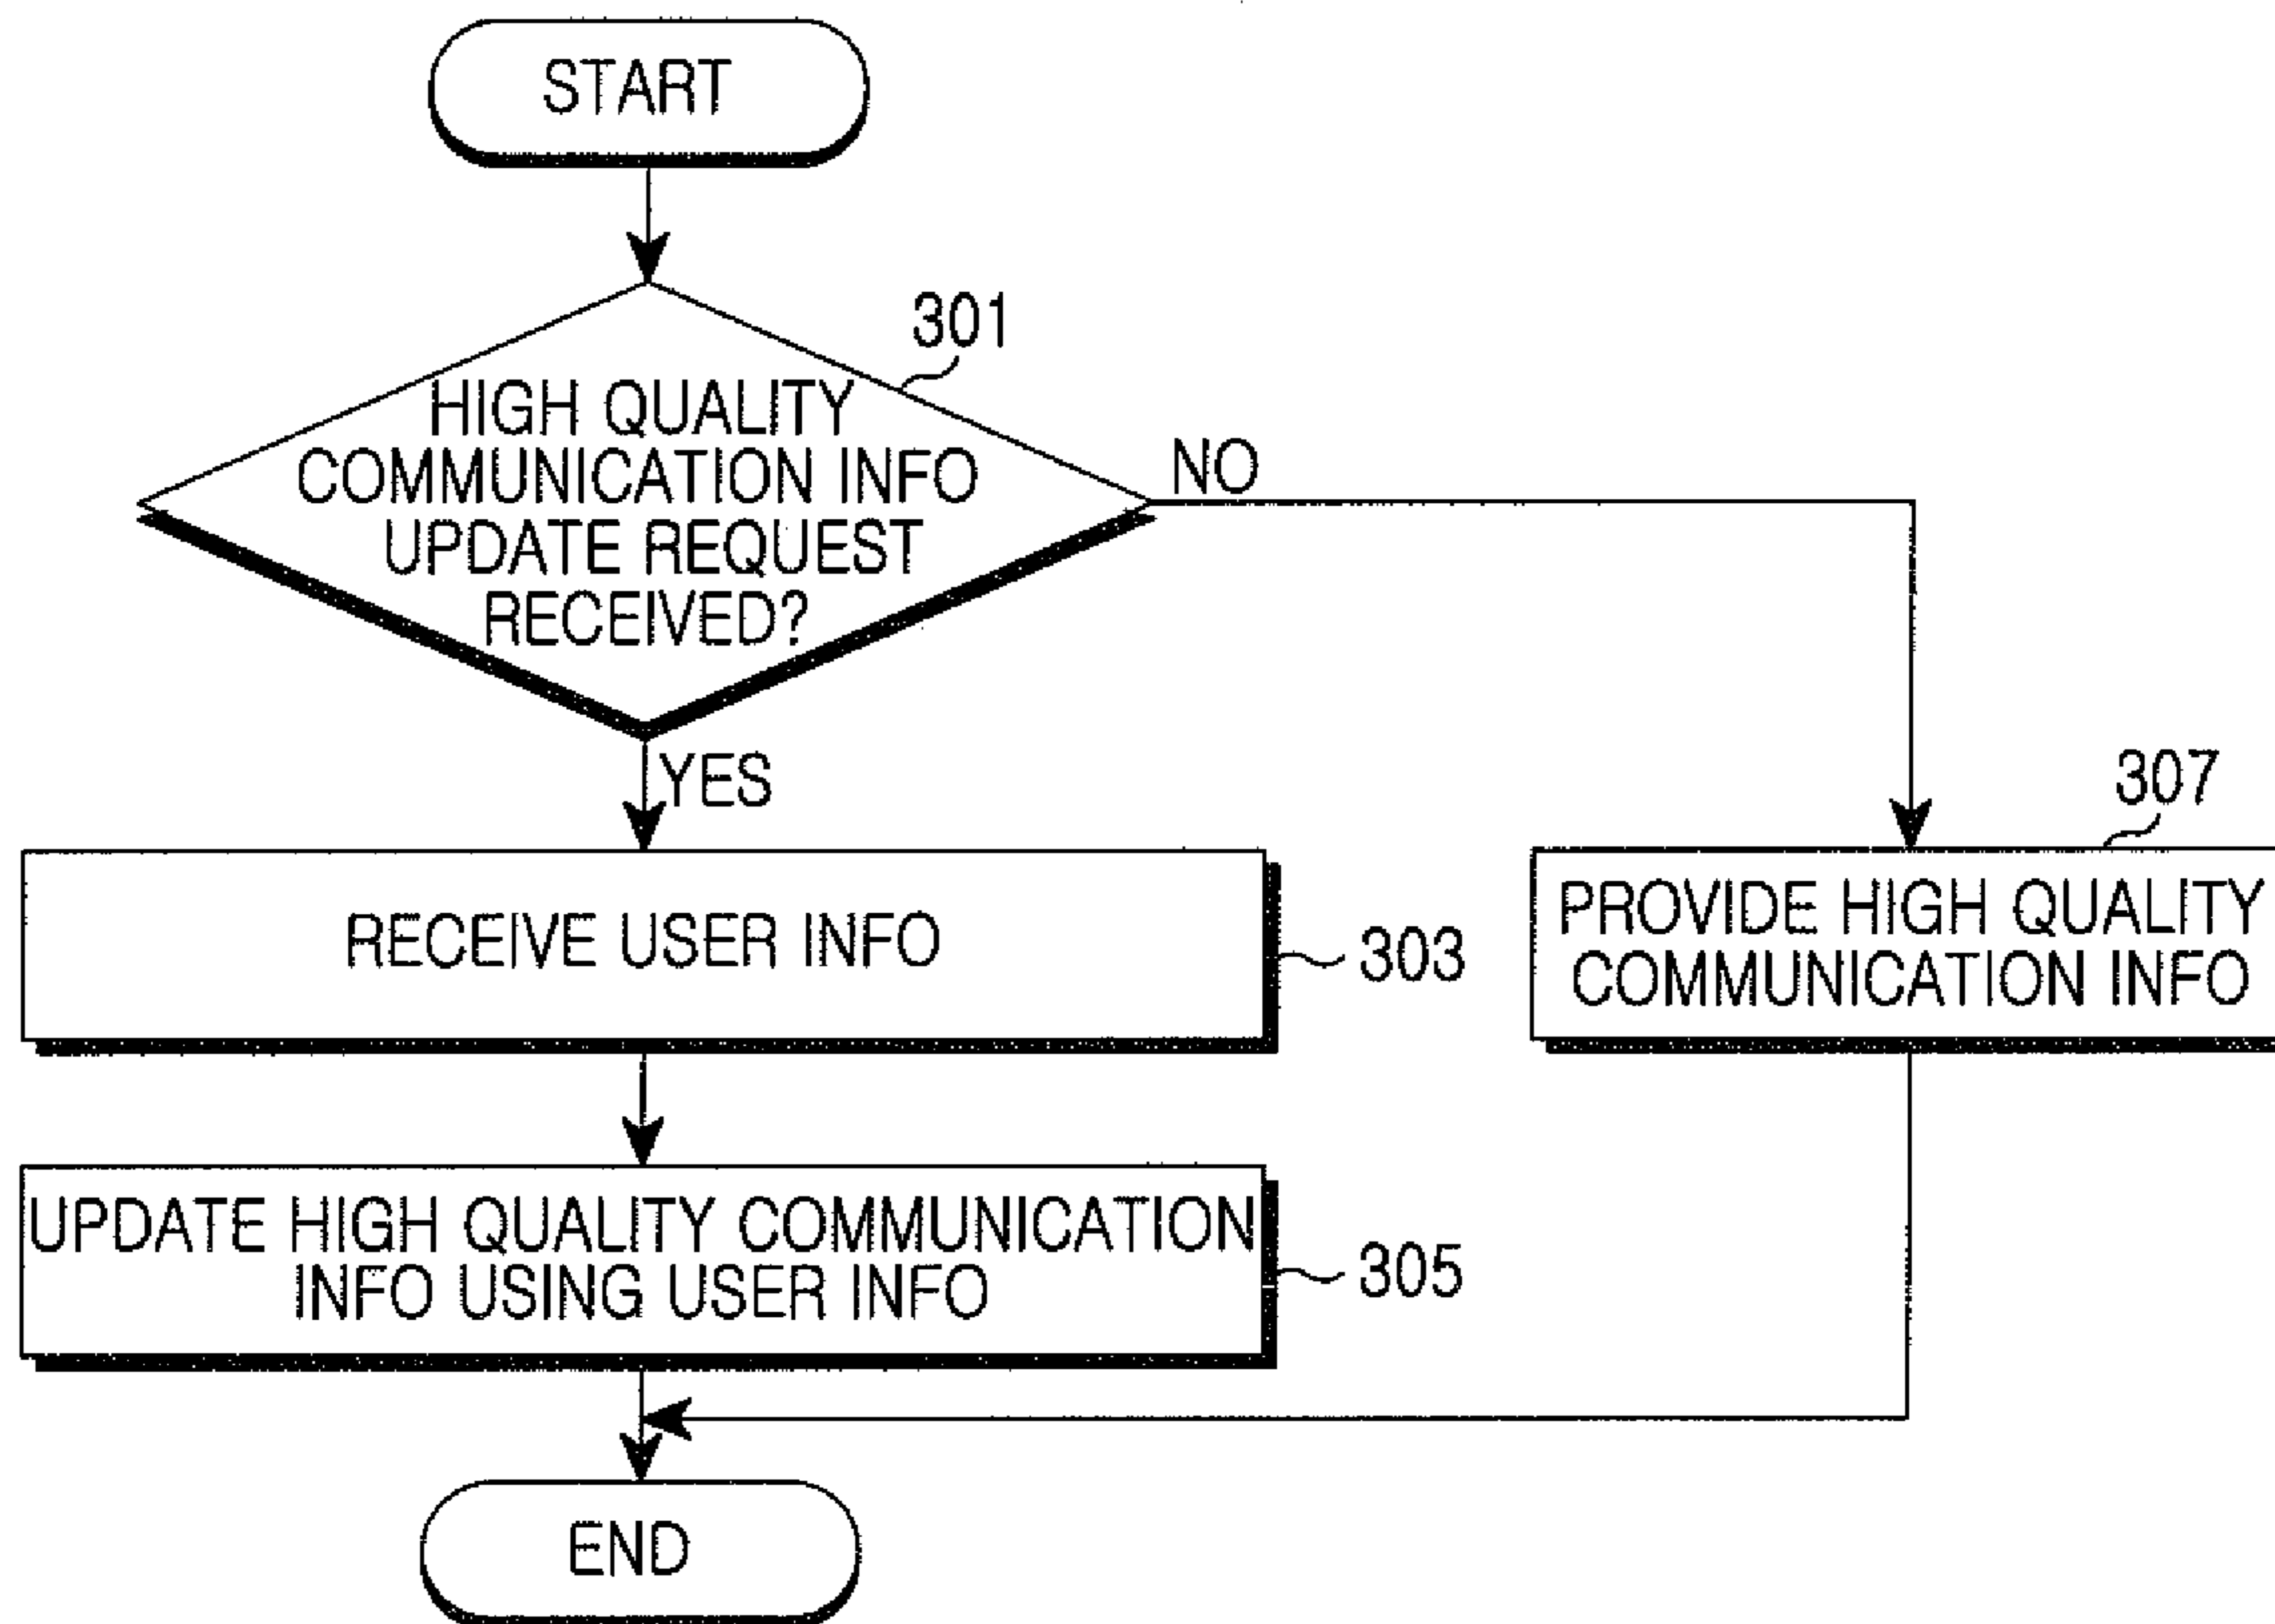 START
301
HIGH QUALITY
COMMUNICATION INFO
UPDATE REQUEST
RECEIVED?
NO
YES
307
RECEIVE USER INFO
303
PROVIDE HIGH QUALITY
COMMUNICATION INFO
UPDATE HIGH QUALITY COMMUNICATION
INFO USING USER INFO
305
END